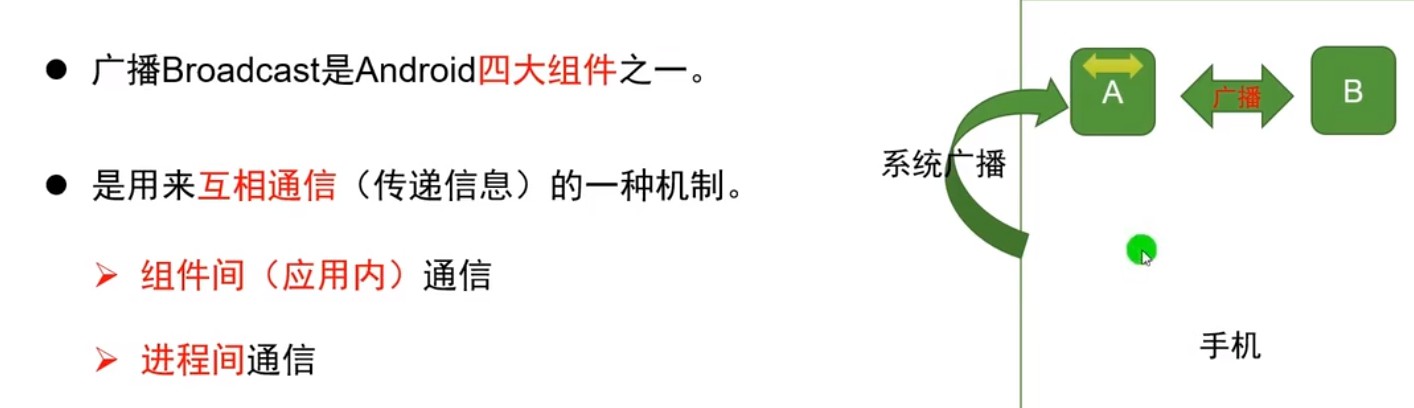 广播Broadcast是Android四大组件之一。
是用来互相通信（传递信息）的一种机制。
组件间（应用内）通信
进程间通信
A
广播
B
系统广播
手机